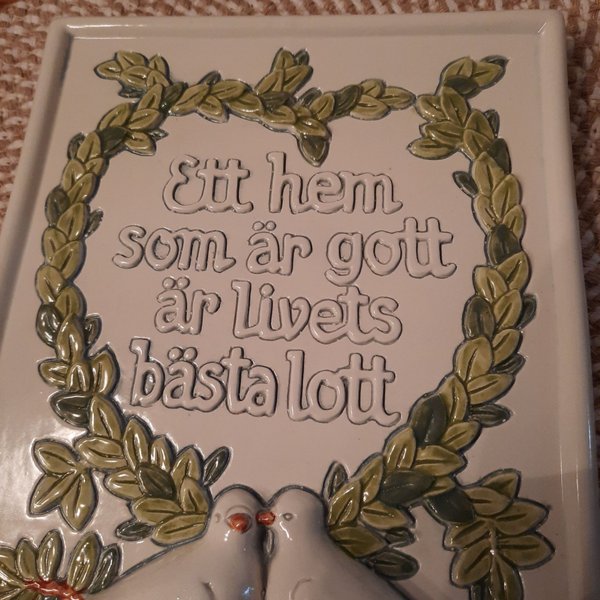 Ett hem
som är gott
är livets
bästa lott